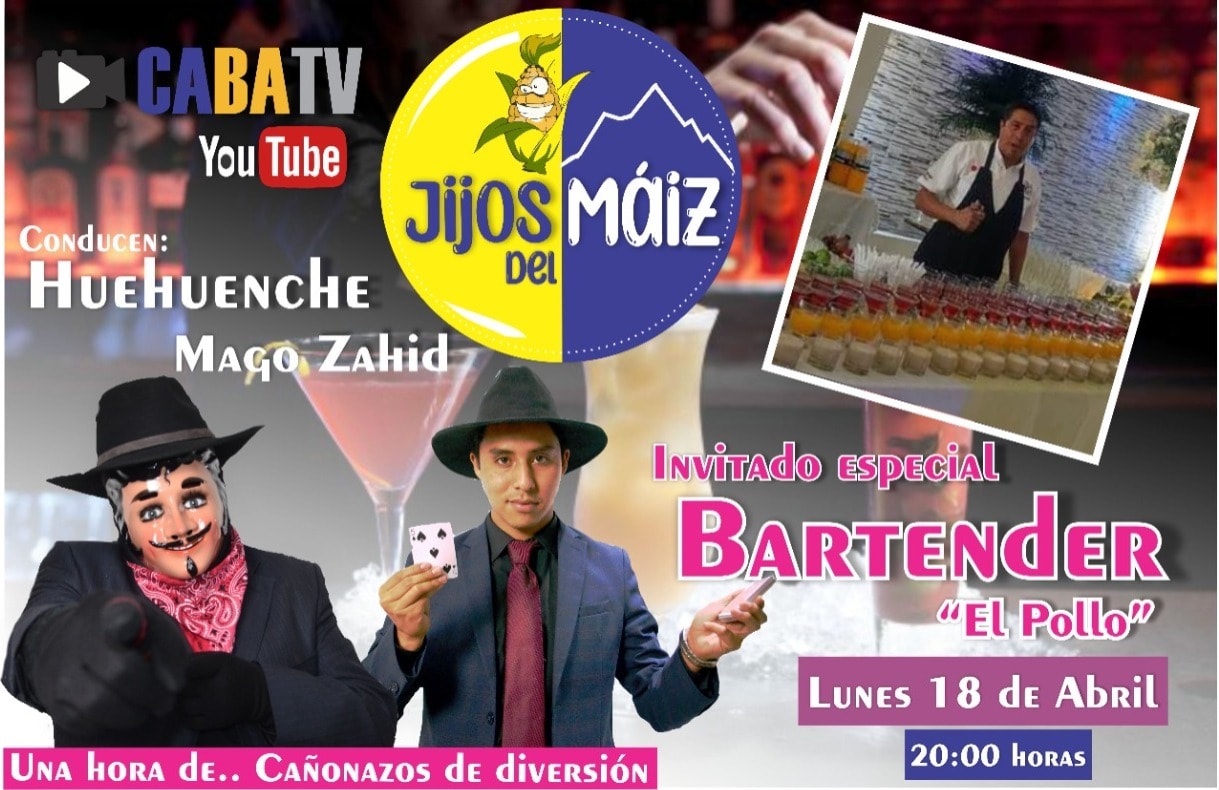 CABATV
YouTube
JijOS
Del
MáiZ
Conducen:
Huehuenche
Mago Zahid
Invitado especial
Bartender
“El Pollo”
Lunes 18 de Abril
20:00 horas
Una hora de.. Cañonazos de diversión